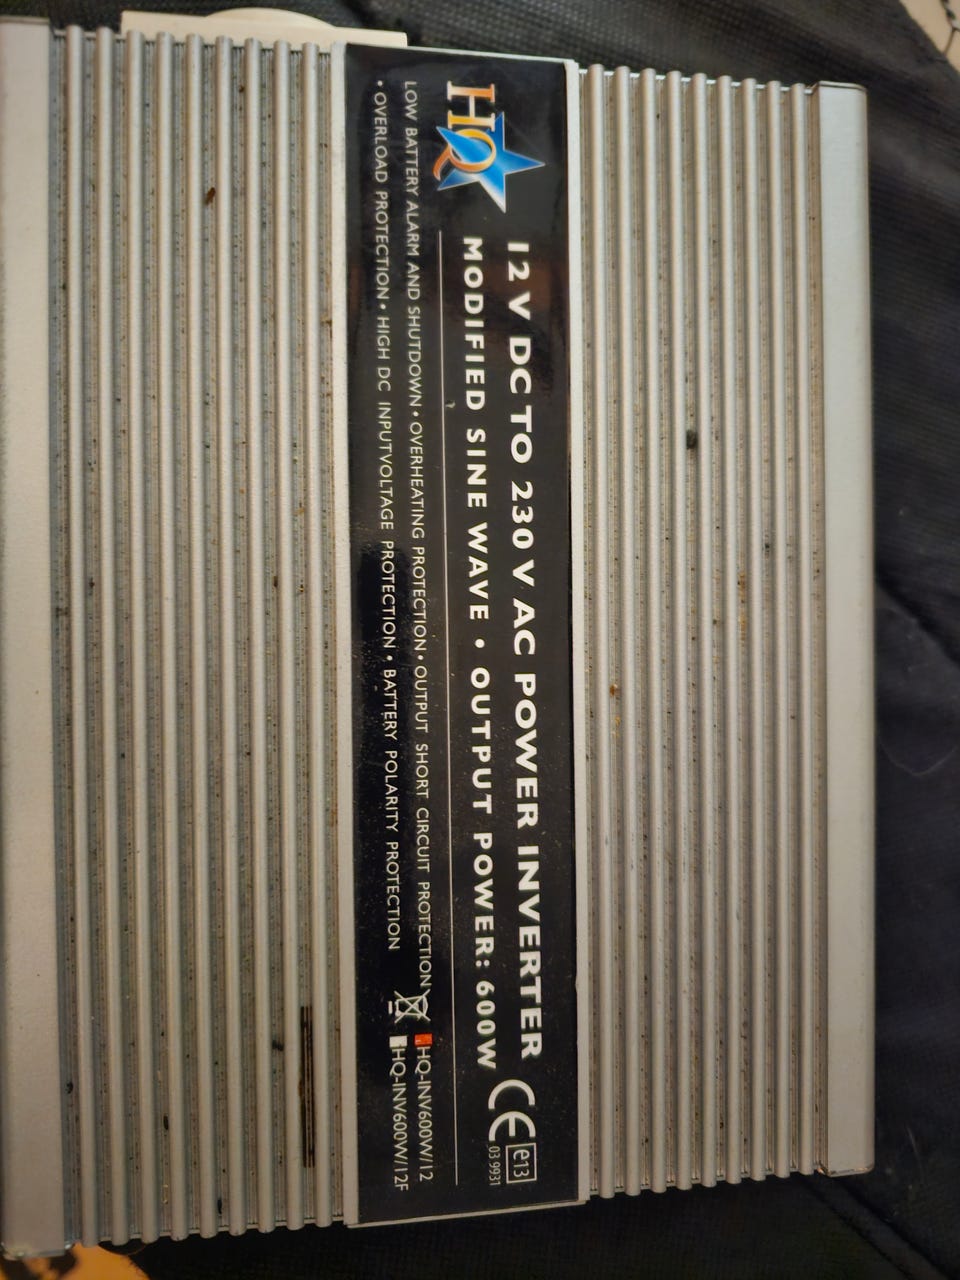 HQ
12 V DC TO 230 V AC POWER INVERTER
MODIFIED SINE WAVE • OUTPUT POWER: 600W
CE
e13
03 9931
LOW BATTERY ALARM AND SHUTDOWN • OVERHEATING PROTECTION • OUTPUT SHORT CIRCUIT PROTECTION
• OVERLOAD PROTECTION • HIGH DC INPUTVOLTAGE PROTECTION • BATTERY POLARITY PROTECTION
HQ-INV600W/12
HQ-INV600W/12F